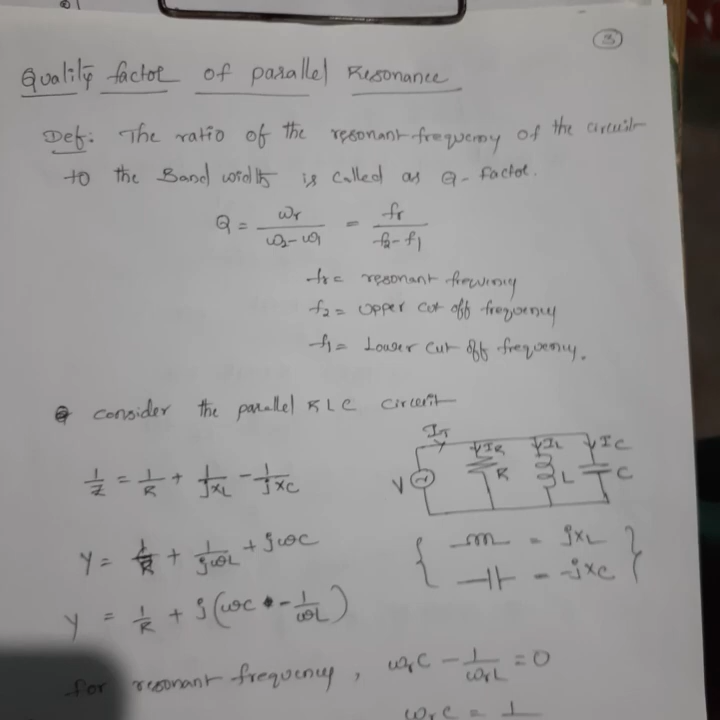 3
Quality factor of parallel Resonance
Def: The ratio of the resonant frequency of the circuit
to the Band width is called as Q-factor.
Q = ωr/(ω2-ω1) = fr/(f2-f1)
fr = resonant frequency
f2 = Upper cut off frequency
f1 = Lower cut off frequency.
consider the parallel RLC circuit
1/Z = 1/R + 1/jXL - 1/jXC
IT IR IL IC
V R L C
Y = 1/R + 1/jωL + jωC
= jXL
= -jXC
Y = 1/R + j(ωC - 1/ωL)
for resonant frequency, ωrC - 1/ωrL = 0
ωrC = 1